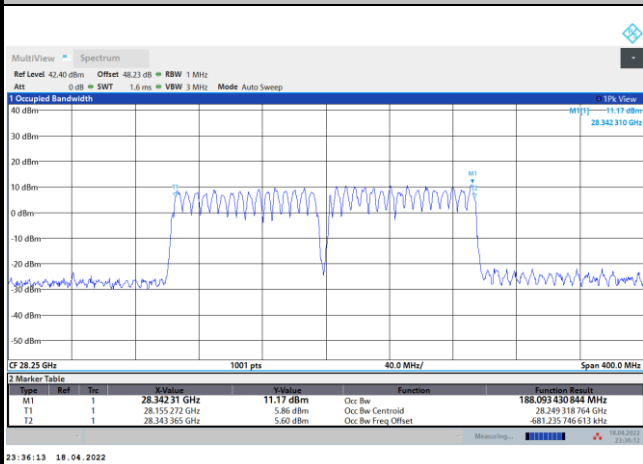 MultiView Spectrum
Ref Level 42.40 dBm Offset 48.23 dB RBW 1 MHz
Att 0 dB SWT 1.6 ms VBW 3 MHz Mode Auto Sweep
1 Occupied Bandwidth 1Pk View
M1[1] 11.17 dBm
28.342 310 GHz
40 dBm
30 dBm
20 dBm
M1
T1
10 dBm
0 dBm
-10 dBm
-20 dBm
-30 dBm
-40 dBm
-50 dBm
CF 28.25 GHz 1001 pts 40.0 MHz/ Span 400.0 MHz
2 Marker Table
Type Ref Trc X-Value Y-Value Function Function Result
M1 1 28.34231 GHz 11.17 dBm Occ Bw 188.093 430 844 MHz
T1 1 28.155 272 GHz 5.86 dBm Occ Bw Centroid 28.249 318 764 GHz
T2 1 28.343 365 GHz 5.60 dBm Occ Bw Freq Offset -681.235 746 613 kHz
Measuring... 18.04.2022
23:36:12
23:36:13 18.04.2022